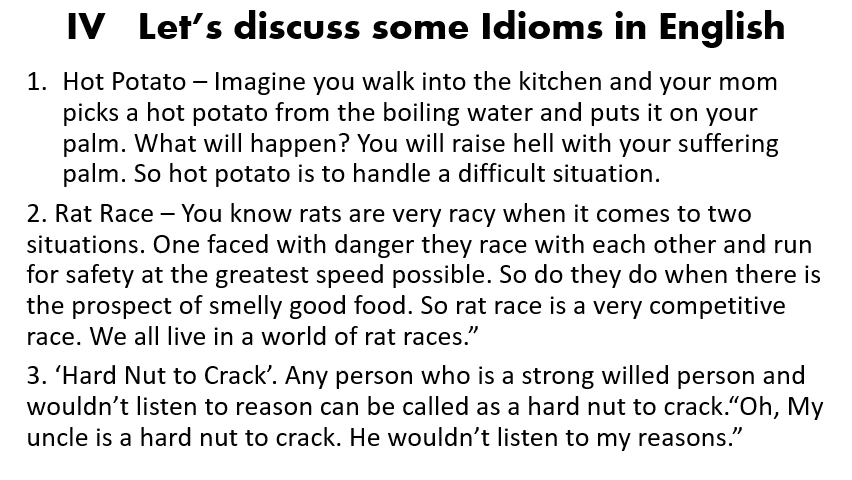 IV Let's discuss some Idioms in English
1. Hot Potato – Imagine you walk into the kitchen and your mom
picks a hot potato from the boiling water and puts it on your
palm. What will happen? You will raise hell with your suffering
palm. So hot potato is to handle a difficult situation.
2. Rat Race – You know rats are very racy when it comes to two
situations. One faced with danger they race with each other and run
for safety at the greatest speed possible. So do they do when there is
the prospect of smelly good food. So rat race is a very competitive
race. We all live in a world of rat races.”
3. ‘Hard Nut to Crack’. Any person who is a strong willed person and
wouldn’t listen to reason can be called as a hard nut to crack.“Oh, My
uncle is a hard nut to crack. He wouldn’t listen to my reasons.”